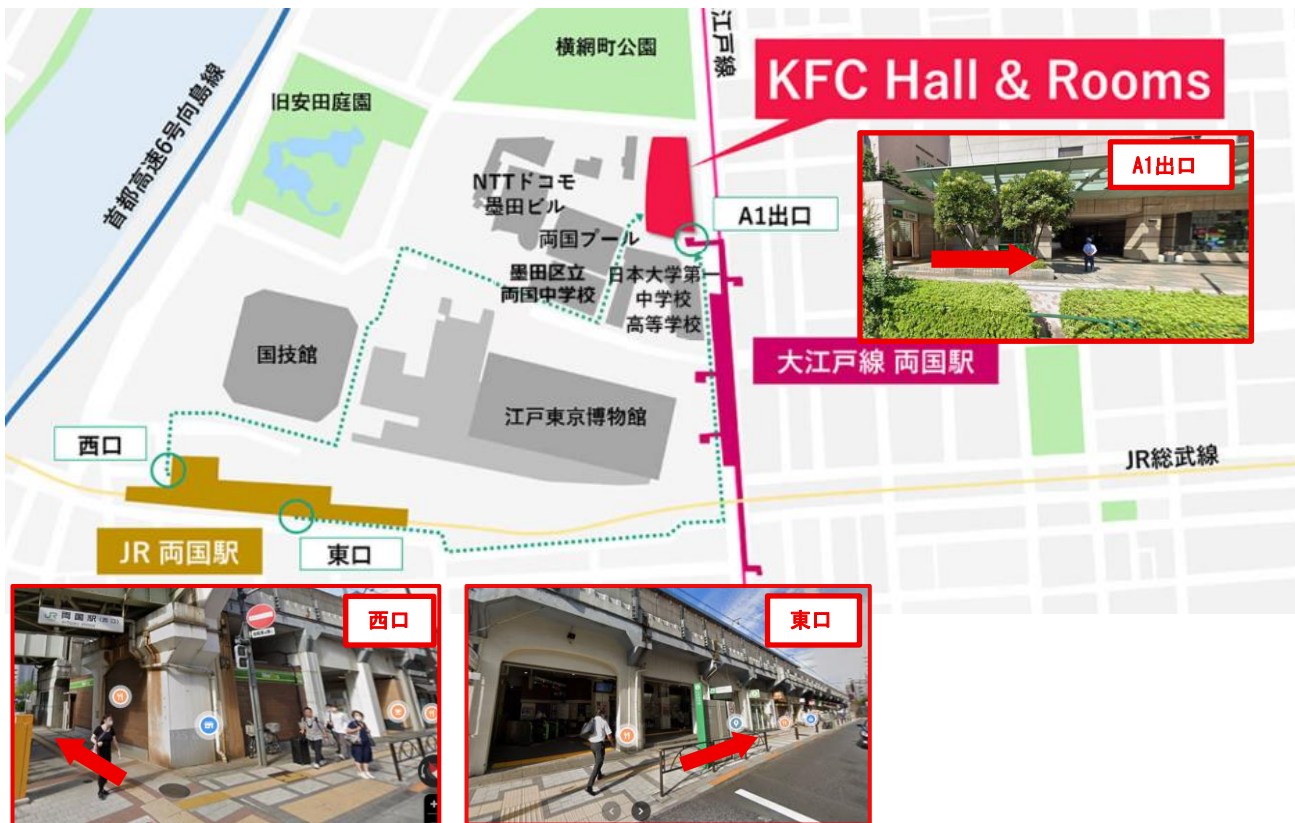 横網町公園
江戸線
KFC Hall & Rooms
旧安田庭園
首都高速6号向島線
A1出口
NTTドコモ
墨田ビル
A1出口
両国プール
墨田区立
両国中学校
日本大学第一
中学校
高等学校
国技館
大江戸線 両国駅
江戸東京博物館
西口
JR総武線
JR 両国駅
東口
西口
JR 両国駅(西口)
東口